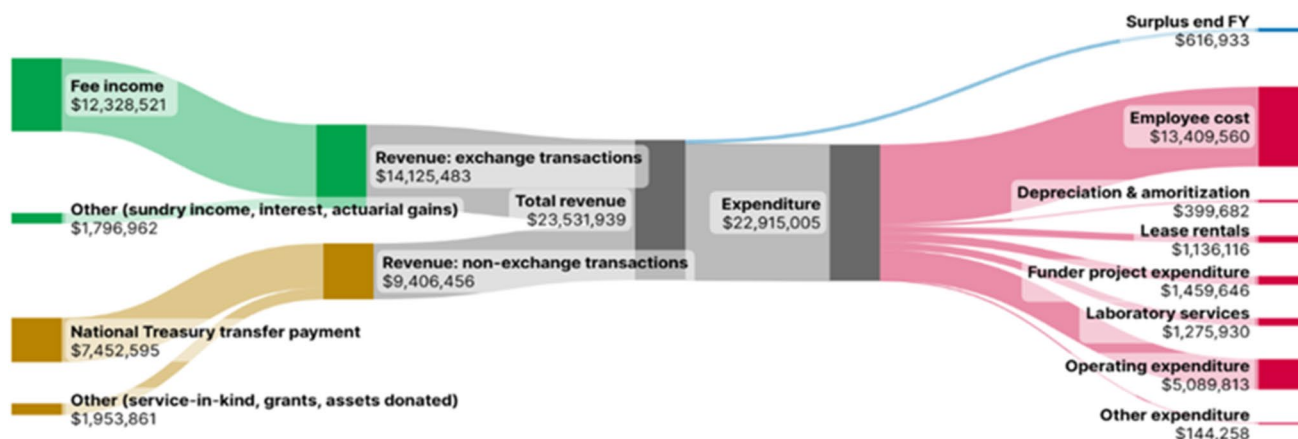 Fee income
$12,328,521
Other (sundry income, interest, actuarial gains)
$1,796,962
National Treasury transfer payment
$7,452,595
Other (service-in-kind, grants, assets donated)
$1,953,861
Revenue: exchange transactions
$14,125,483
Revenue: non-exchange transactions
$9,406,456
Total revenue
$23,531,939
Expenditure
$22,915,005
Surplus end FY
$616,933
Employee cost
$13,409,560
Depreciation & amoritization
$399,682
Lease rentals
$1,136,116
Funder project expenditure
$1,459,646
Laboratory services
$1,275,930
Operating expenditure
$5,089,813
Other expenditure
$144,258